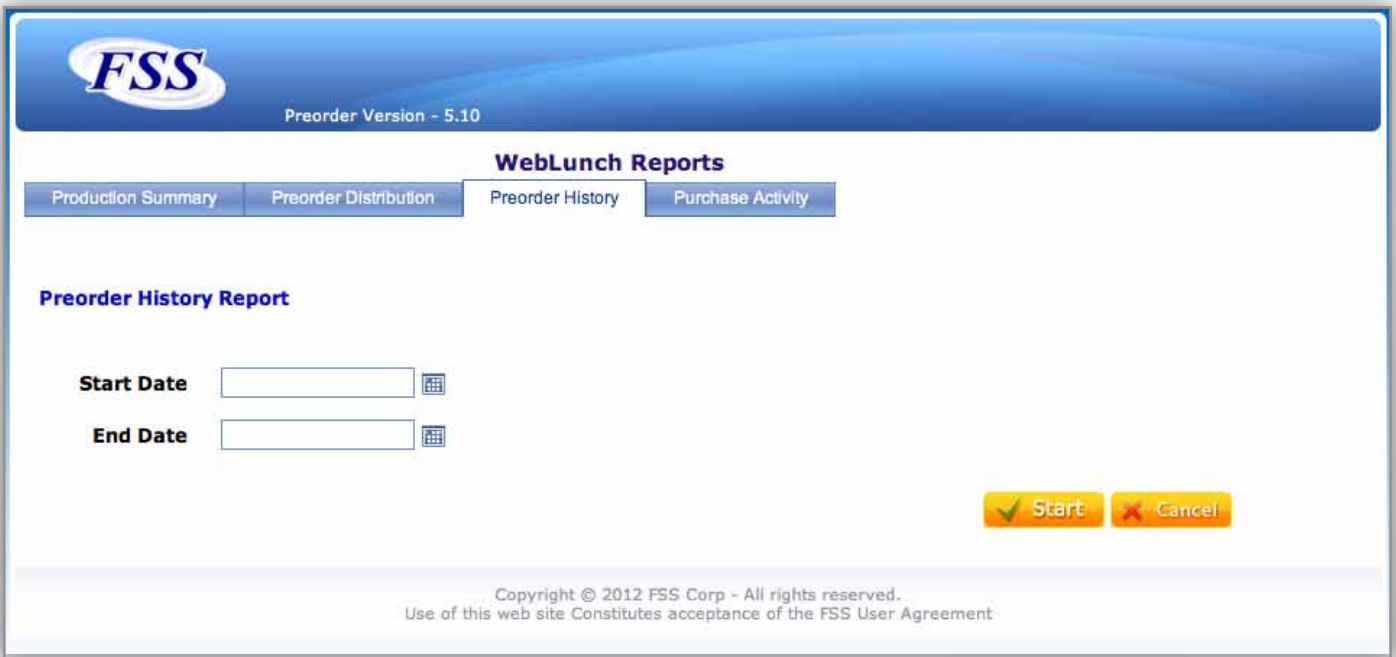 FSS
Preorder Version - 5.10
WebLunch Reports
Production Summary Preorder Distribution Preorder History Purchase Activity
Preorder History Report
Start Date
End Date
Start Cancel
Copyright © 2012 FSS Corp - All rights reserved.
Use of this web site Constitutes acceptance of the FSS User Agreement